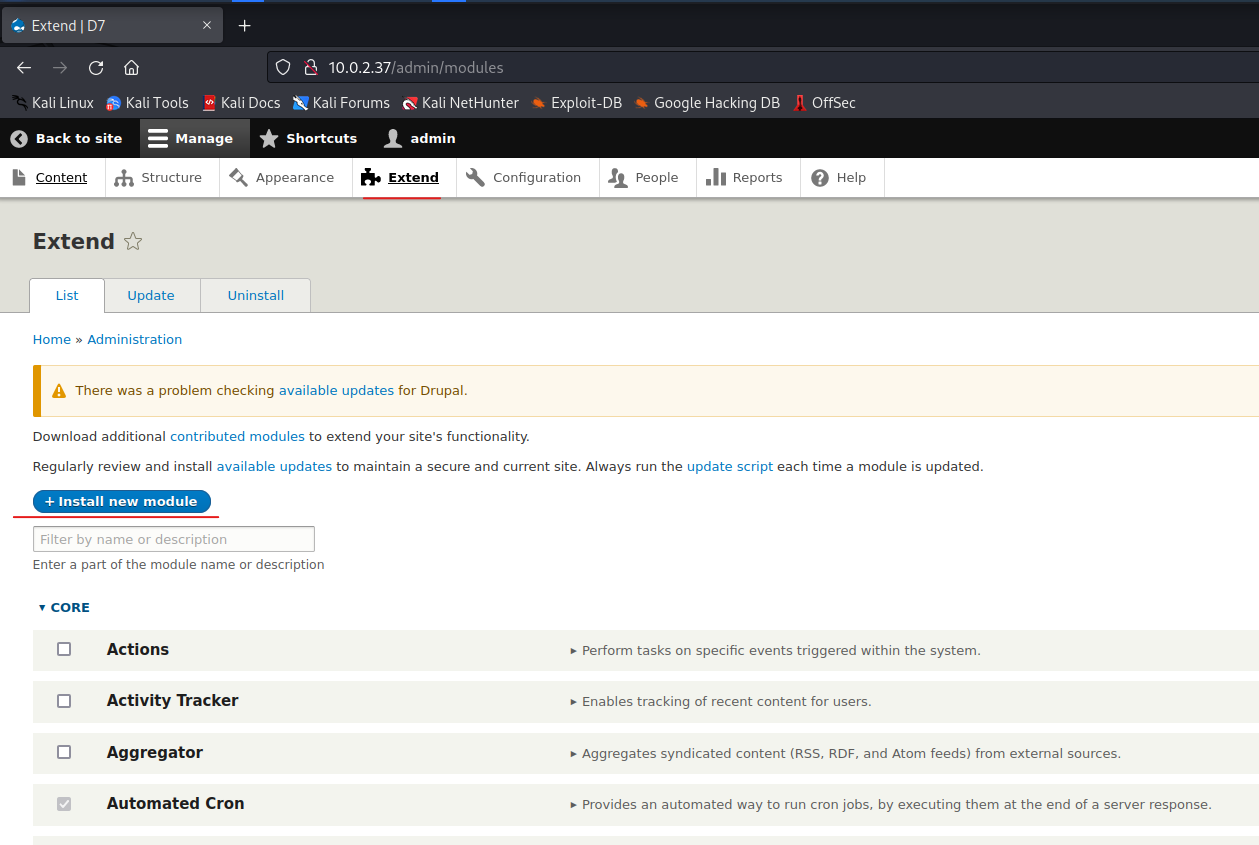 Extend | D7
10.0.2.37/admin/modules
Kali Linux Kali Tools Kali Docs Kali Forums Kali NetHunter Exploit-DB Google Hacking DB OffSec
Back to site Manage Shortcuts admin
Content Structure Appearance Extend Configuration People Reports Help
Extend
List Update Uninstall
Home » Administration
There was a problem checking available updates for Drupal.
Download additional contributed modules to extend your site's functionality.
Regularly review and install available updates to maintain a secure and current site. Always run the update script each time a module is updated.
+ Install new module
Filter by name or description
Enter a part of the module name or description
▾ CORE
Actions ▸ Perform tasks on specific events triggered within the system.
Activity Tracker ▸ Enables tracking of recent content for users.
Aggregator ▸ Aggregates syndicated content (RSS, RDF, and Atom feeds) from external sources.
Automated Cron ▸ Provides an automated way to run cron jobs, by executing them at the end of a server response.